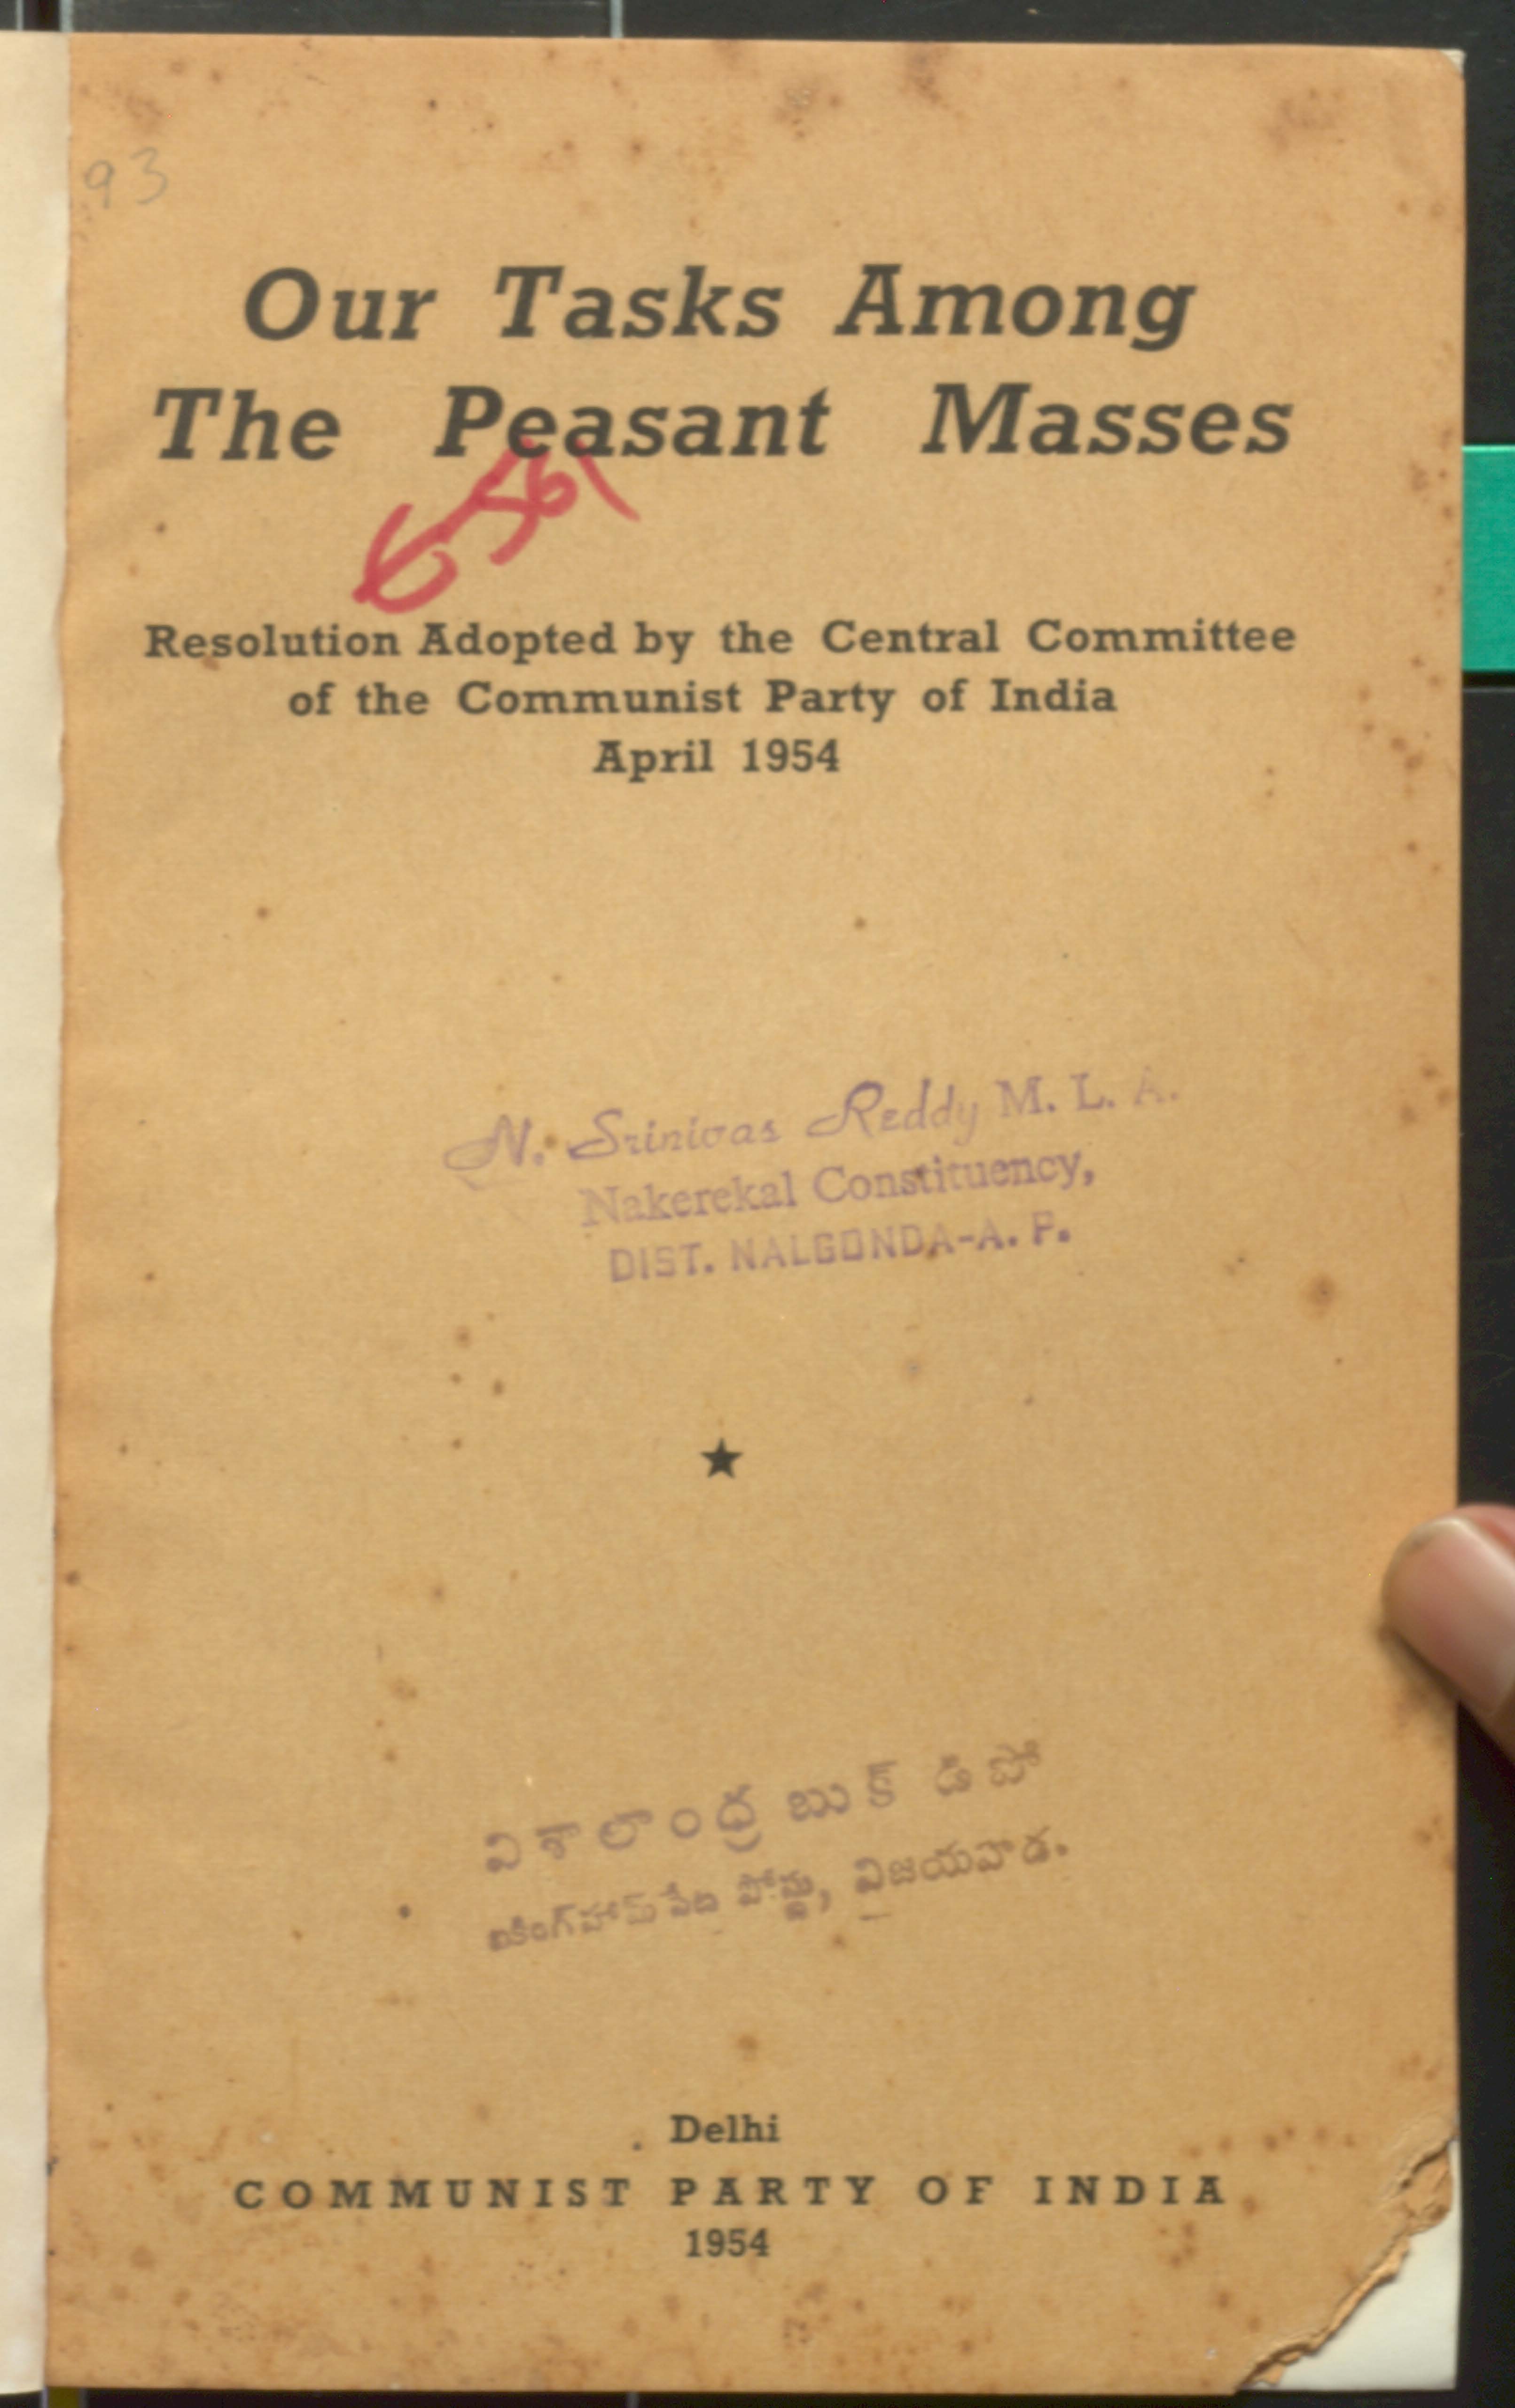 93
Our Tasks Among
The Peasant Masses
Resolution Adopted by the Central Committee
of the Communist Party of India
April 1954
N. Srinivas Reddy M. L. A.
Nakerekal Constituency,
DIST. NALGONDA-A. P.
★
విశాలాంధ్ర బుక్ డిపో
పోస్టు, విజయవాడ.
Delhi
COMMUNIST PARTY OF INDIA
1954